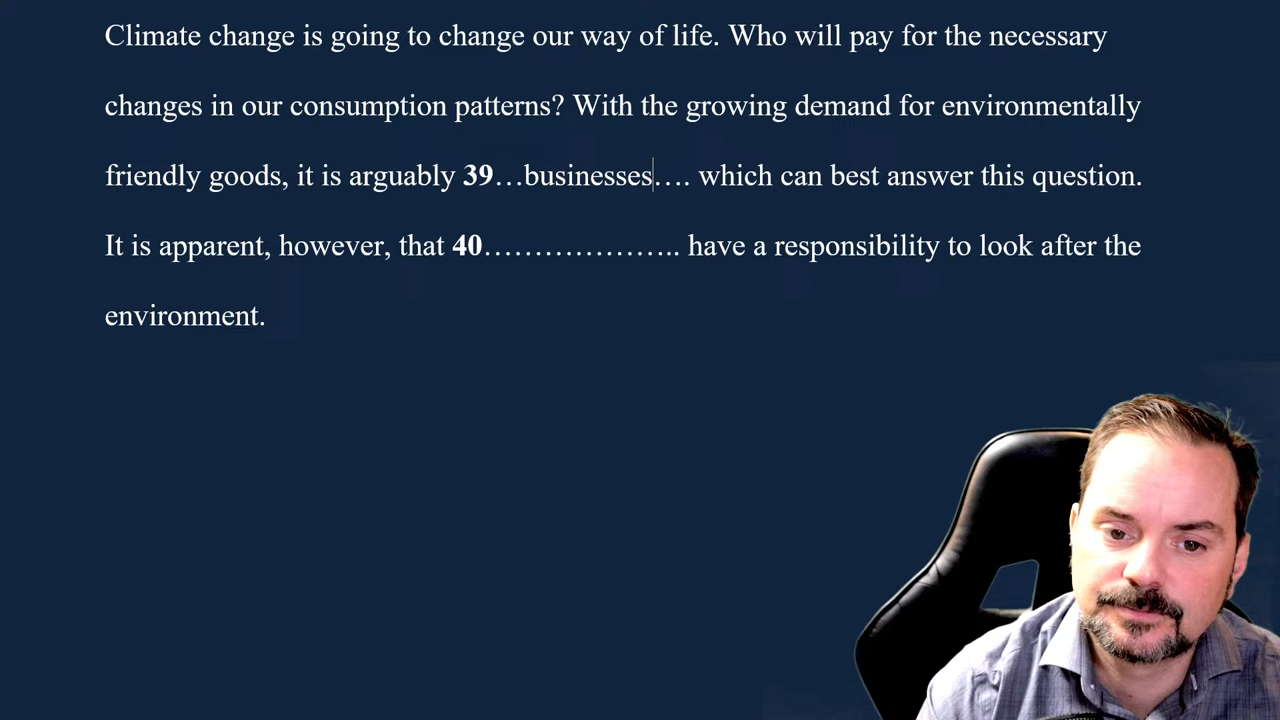 Climate change is going to change our way of life. Who will pay for the necessary
changes in our consumption patterns? With the growing demand for environmentally
friendly goods, it is arguably 39…businesses…. which can best answer this question.
It is apparent, however, that 40……………….. have a responsibility to look after the
environment.